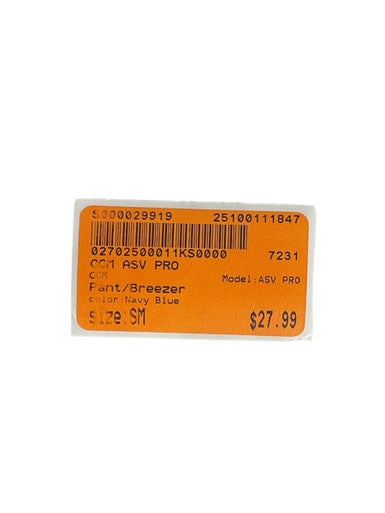 S000029919 25100111847
02702500011KS0000 7231
CCM ASV PRO
CCM Model:ASV PRO
Pant/Breezer
color:Navy Blue
size:SM $27.99